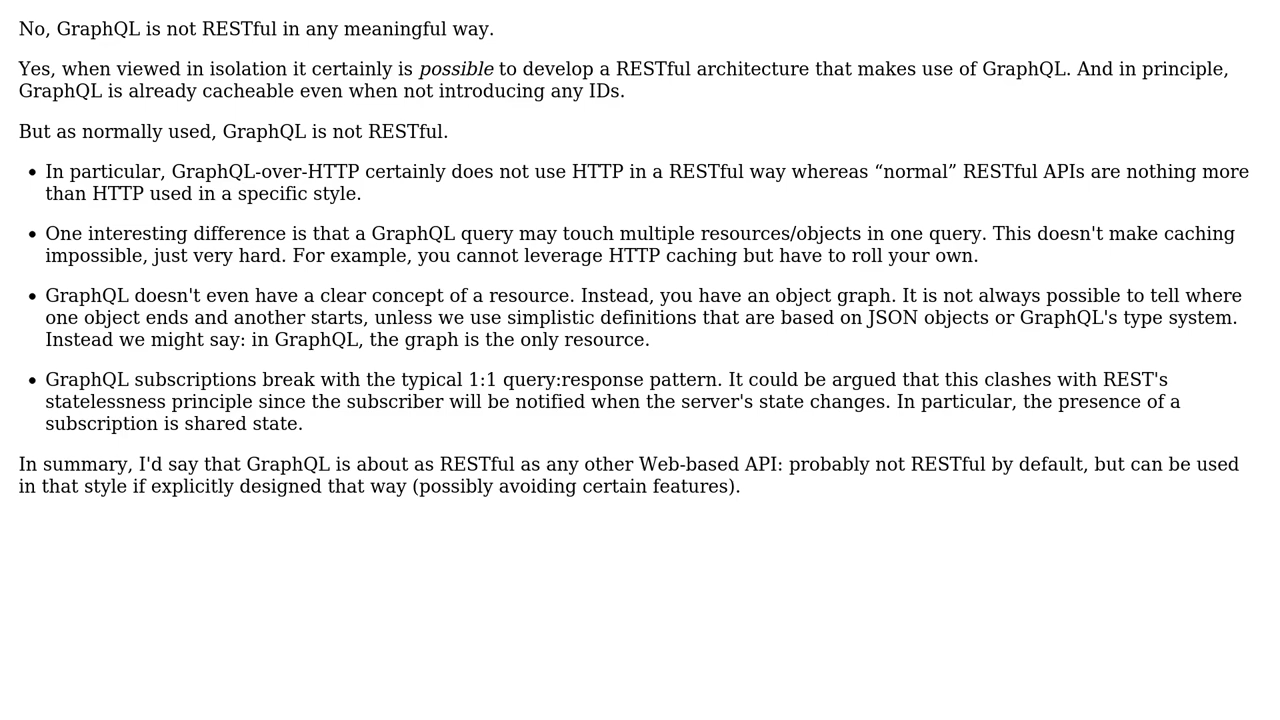 No, GraphQL is not RESTful in any meaningful way.
Yes, when viewed in isolation it certainly is possible to develop a RESTful architecture that makes use of GraphQL. And in principle,
GraphQL is already cacheable even when not introducing any IDs.
But as normally used, GraphQL is not RESTful.
• In particular, GraphQL-over-HTTP certainly does not use HTTP in a RESTful way whereas “normal” RESTful APIs are nothing more
than HTTP used in a specific style.
• One interesting difference is that a GraphQL query may touch multiple resources/objects in one query. This doesn't make caching
impossible, just very hard. For example, you cannot leverage HTTP caching but have to roll your own.
• GraphQL doesn't even have a clear concept of a resource. Instead, you have an object graph. It is not always possible to tell where
one object ends and another starts, unless we use simplistic definitions that are based on JSON objects or GraphQL's type system.
Instead we might say: in GraphQL, the graph is the only resource.
• GraphQL subscriptions break with the typical 1:1 query:response pattern. It could be argued that this clashes with REST's
statelessness principle since the subscriber will be notified when the server's state changes. In particular, the presence of a
subscription is shared state.
In summary, I'd say that GraphQL is about as RESTful as any other Web-based API: probably not RESTful by default, but can be used
in that style if explicitly designed that way (possibly avoiding certain features).